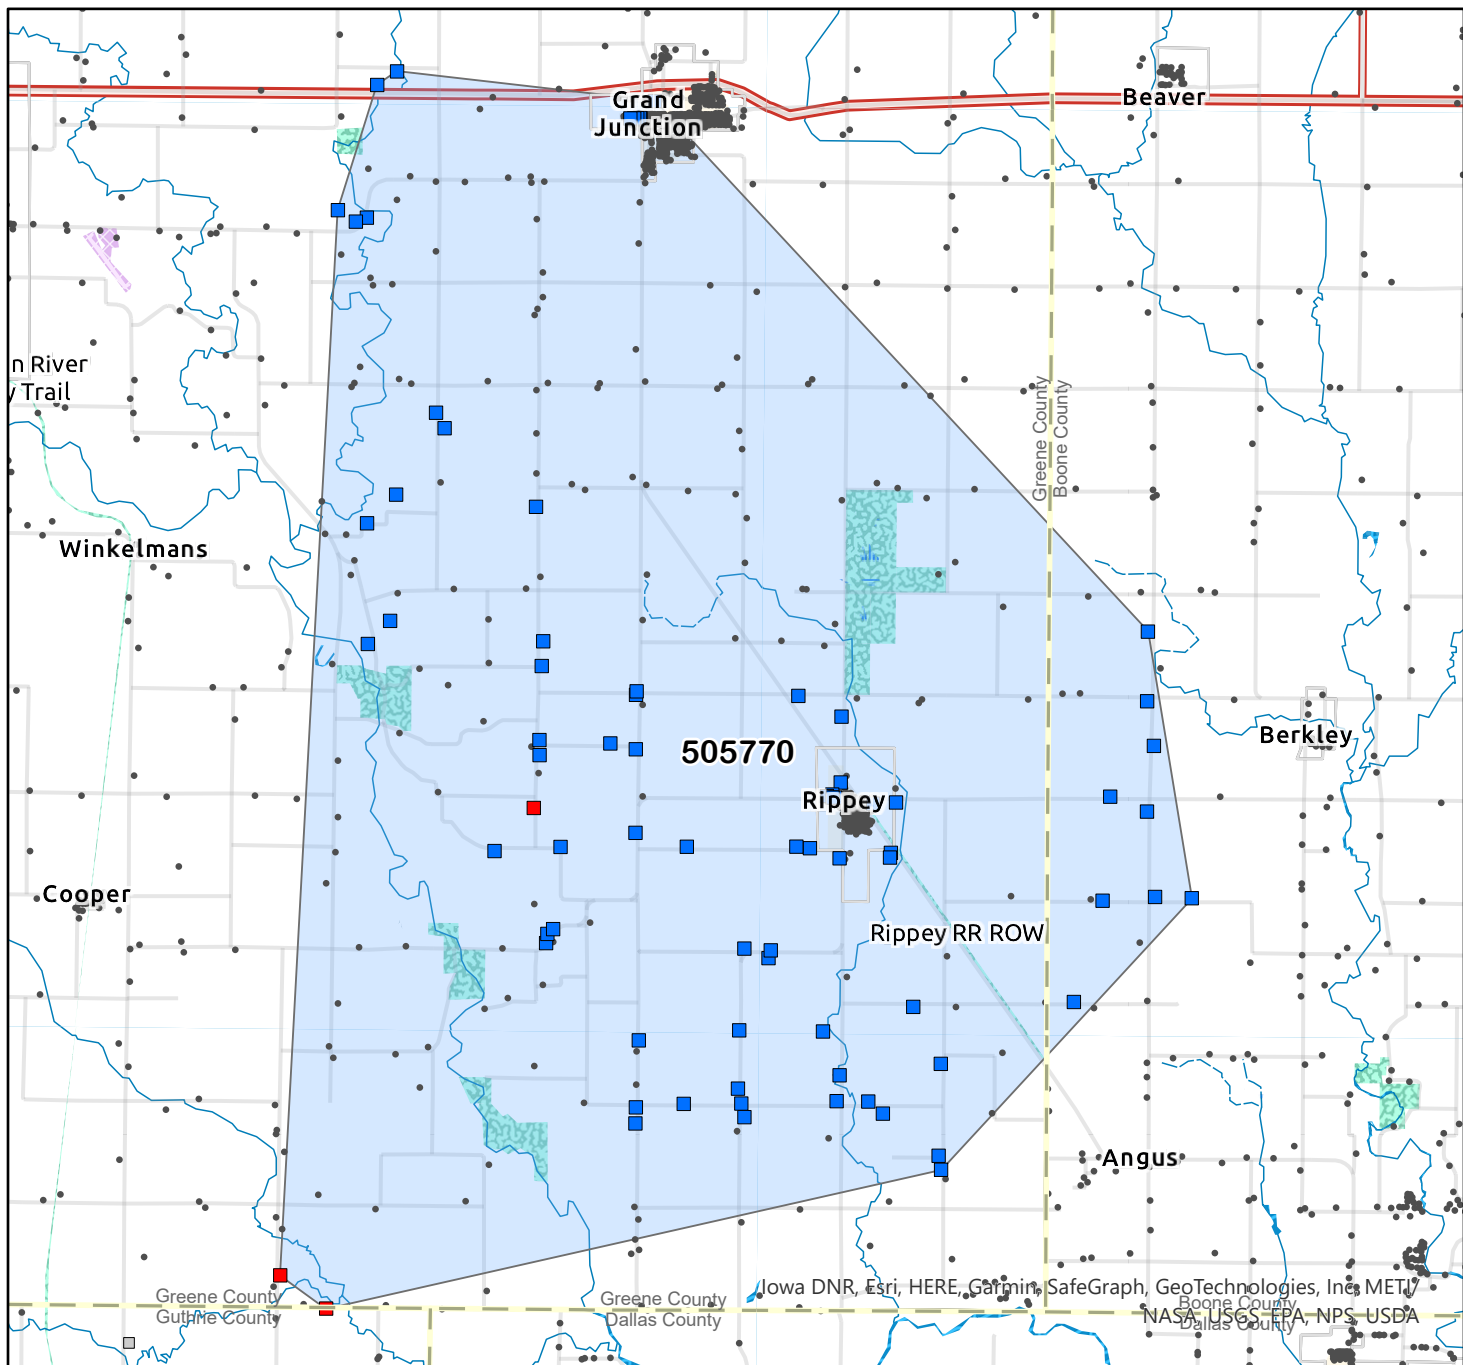 Grand
Junction
Beaver
n River
y Trail
Greene County
Boone County
Winkelmans
505770
Berkley
Rippey
Cooper
Rippey RR ROW
Angus
Iowa DNR, Esri, HERE, Garmin, SafeGraph, GeoTechnologies, Inc, METI/
NASA, USGS, EPA, NPS, USDA
Greene County
Guthrie County
Greene County
Dallas County
Boone County
Dallas County